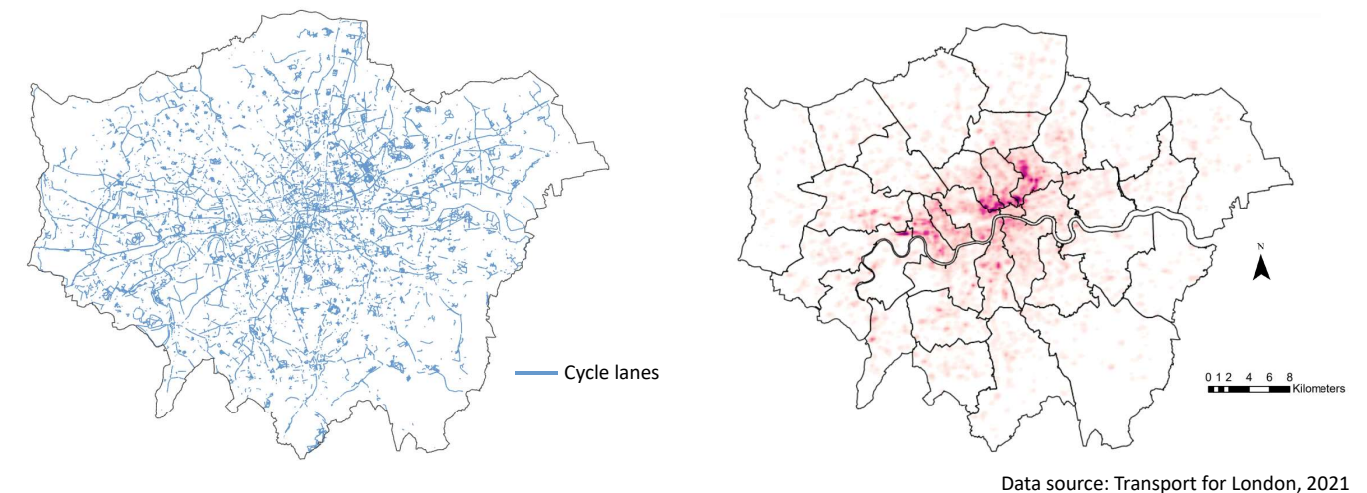 Cycle lanes
N
0 1 2 4 6 8
Kilometers
Data source: Transport for London, 2021